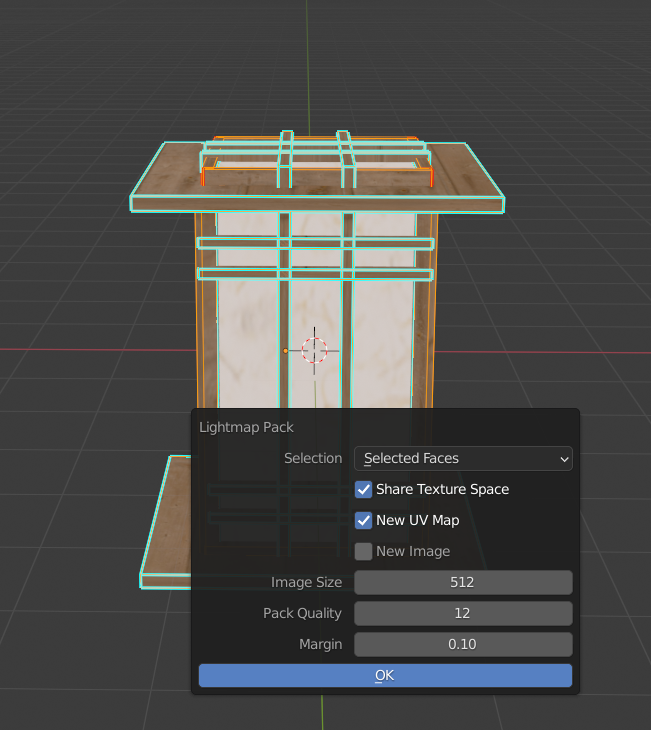 Lightmap Pack
Selection Selected Faces
Share Texture Space
New UV Map
New Image
Image Size 512
Pack Quality 12
Margin 0.10
OK